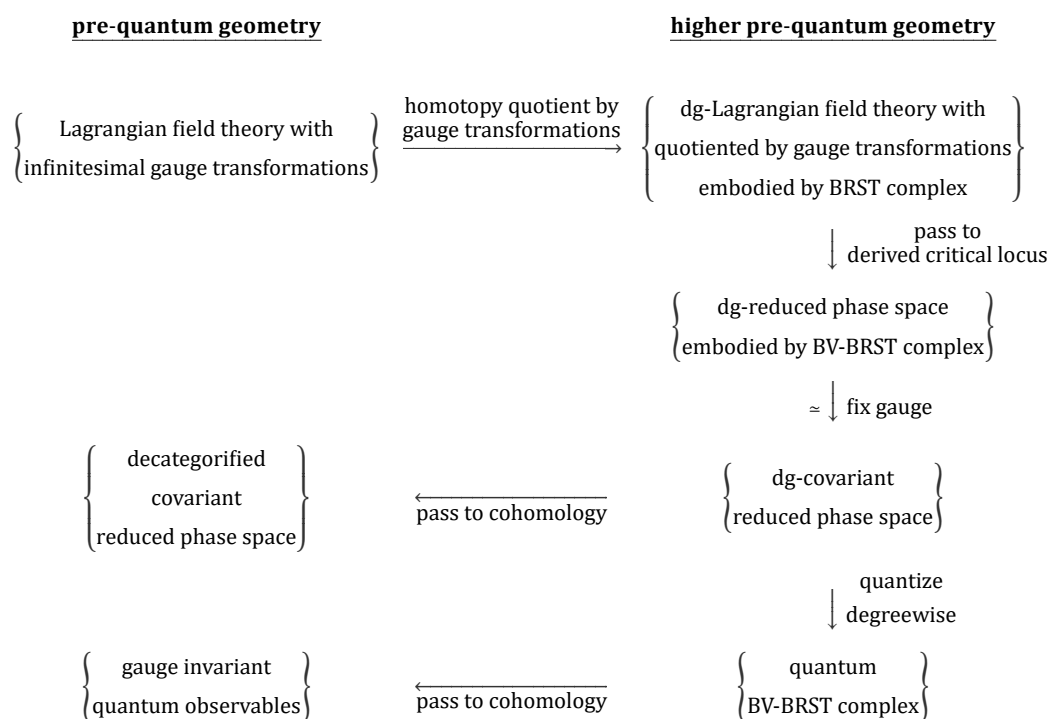 pre-quantum geometry
higher pre-quantum geometry
Lagrangian field theory with
infinitesimal gauge transformations
homotopy quotient by
gauge transformations
dg-Lagrangian field theory with
quotiented by gauge transformations
embodied by BRST complex
pass to
derived critical locus
dg-reduced phase space
embodied by BV-BRST complex
≃ fix gauge
decategorified
covariant
reduced phase space
pass to cohomology
dg-covariant
reduced phase space
quantize
degreewise
gauge invariant
quantum observables
pass to cohomology
quantum
BV-BRST complex